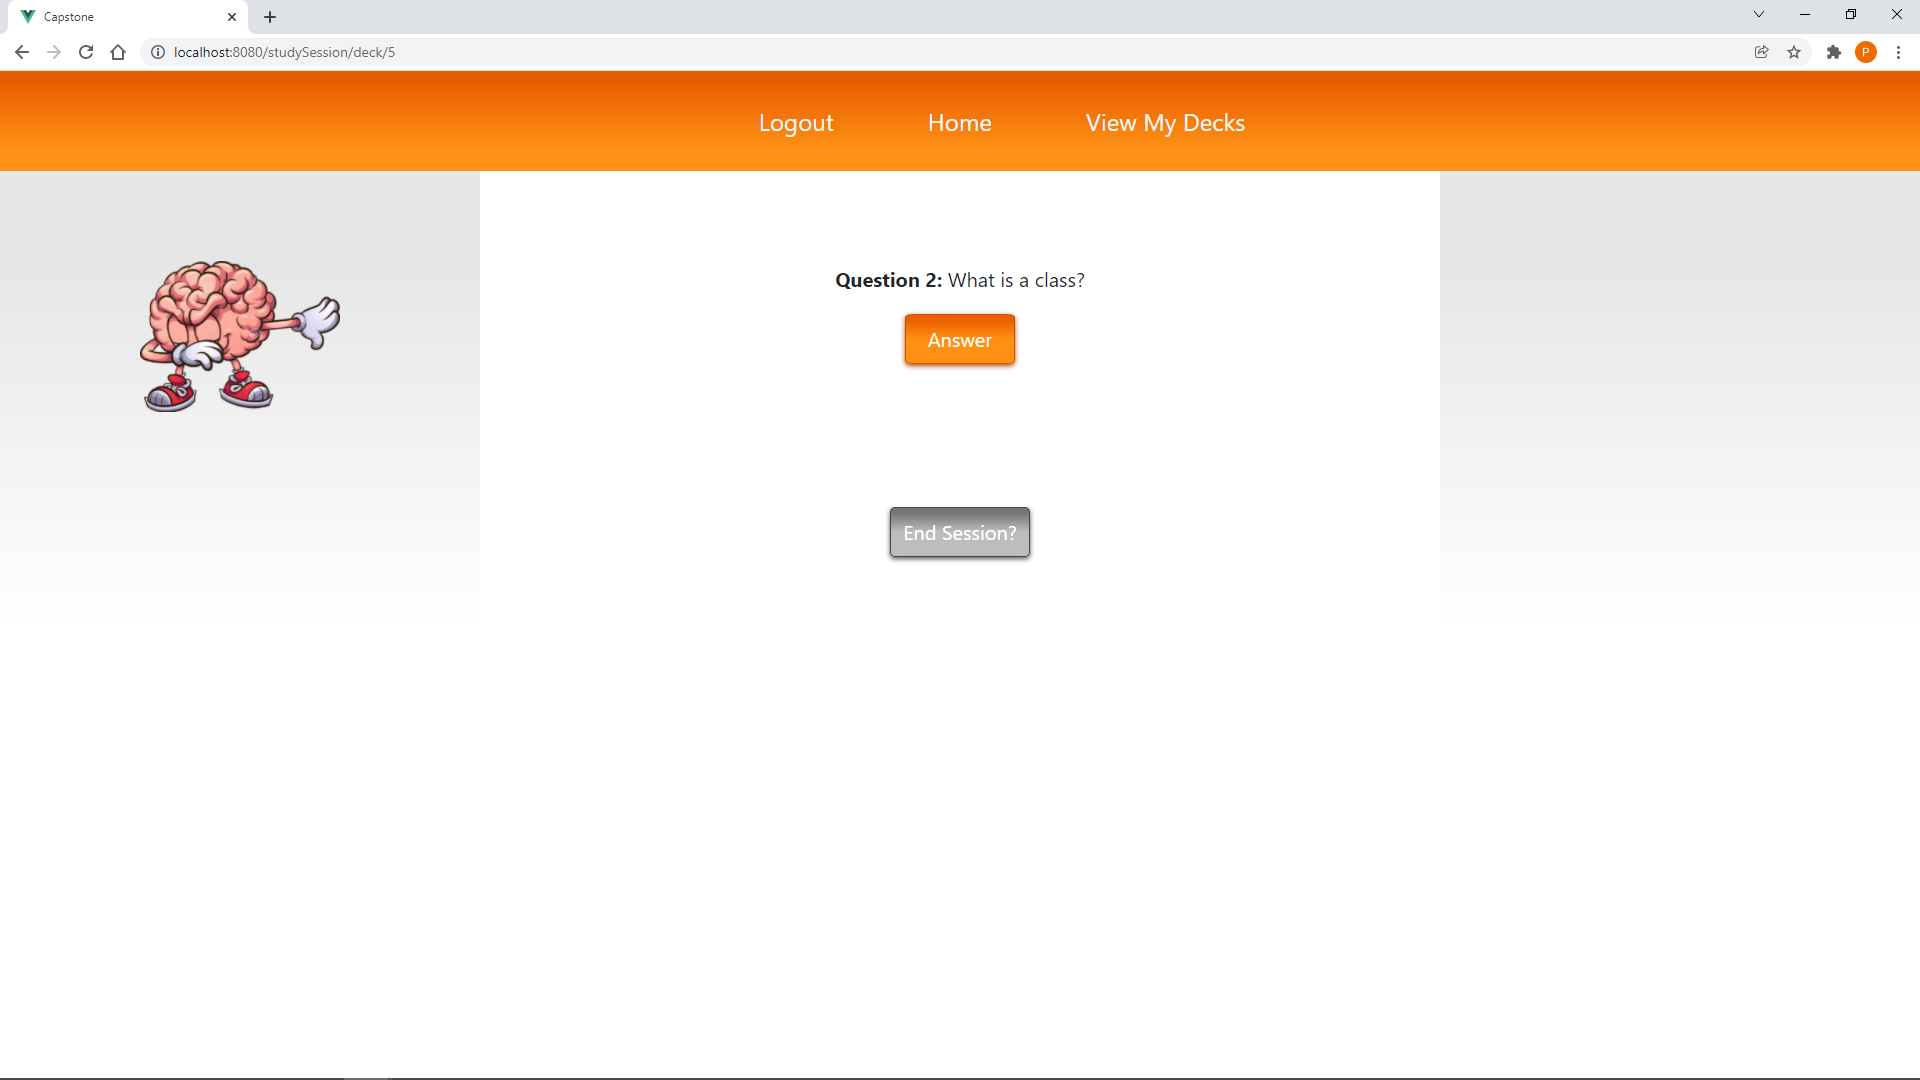 Capstone
localhost:8080/studySession/deck/5
P
Logout Home View My Decks
Question 2: What is a class?
Answer
End Session?